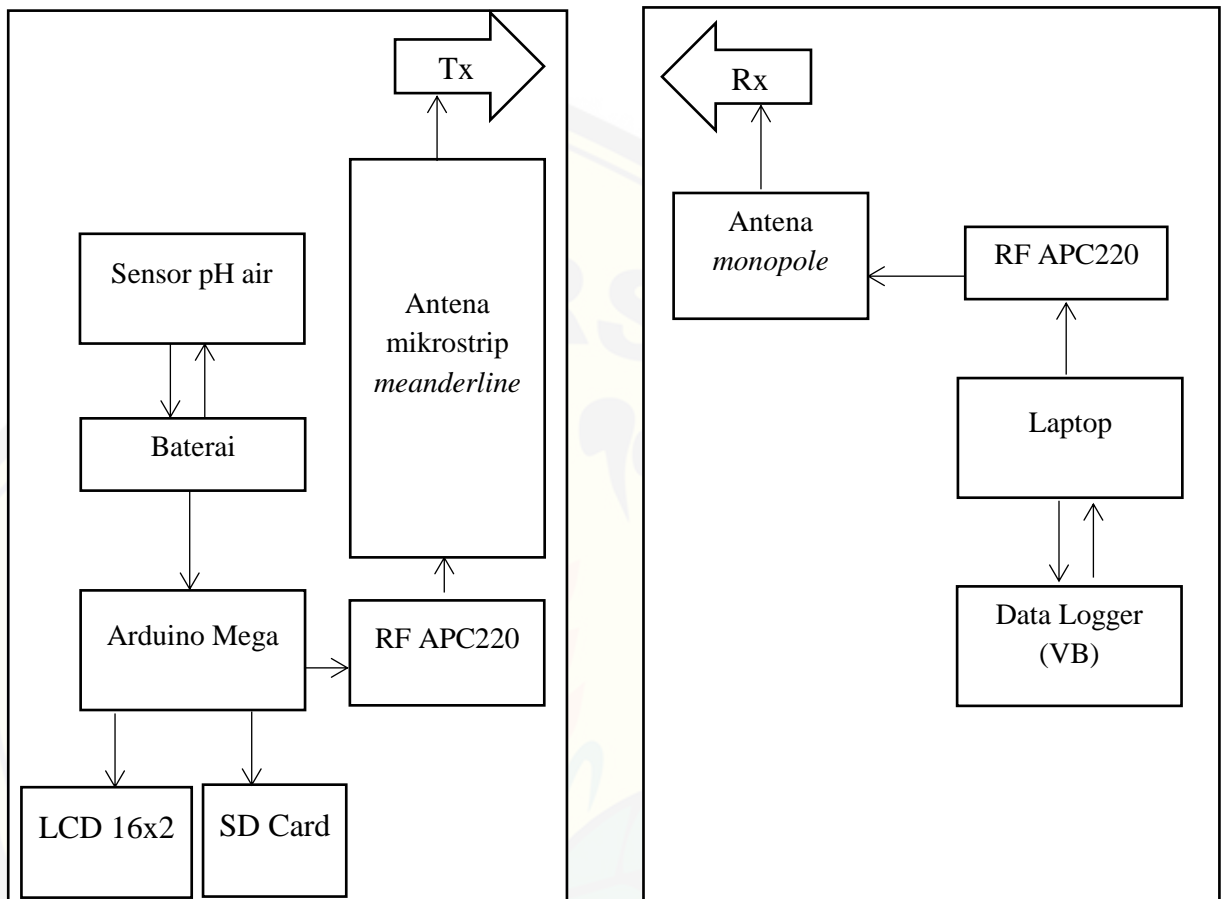 Tx
Sensor pH air
Antena
mikrostrip
meanderline
Baterai
Arduino Mega
RF APC220
LCD 16x2
SD Card
Rx
Antena
monopole
RF APC220
Laptop
Data Logger
(VB)